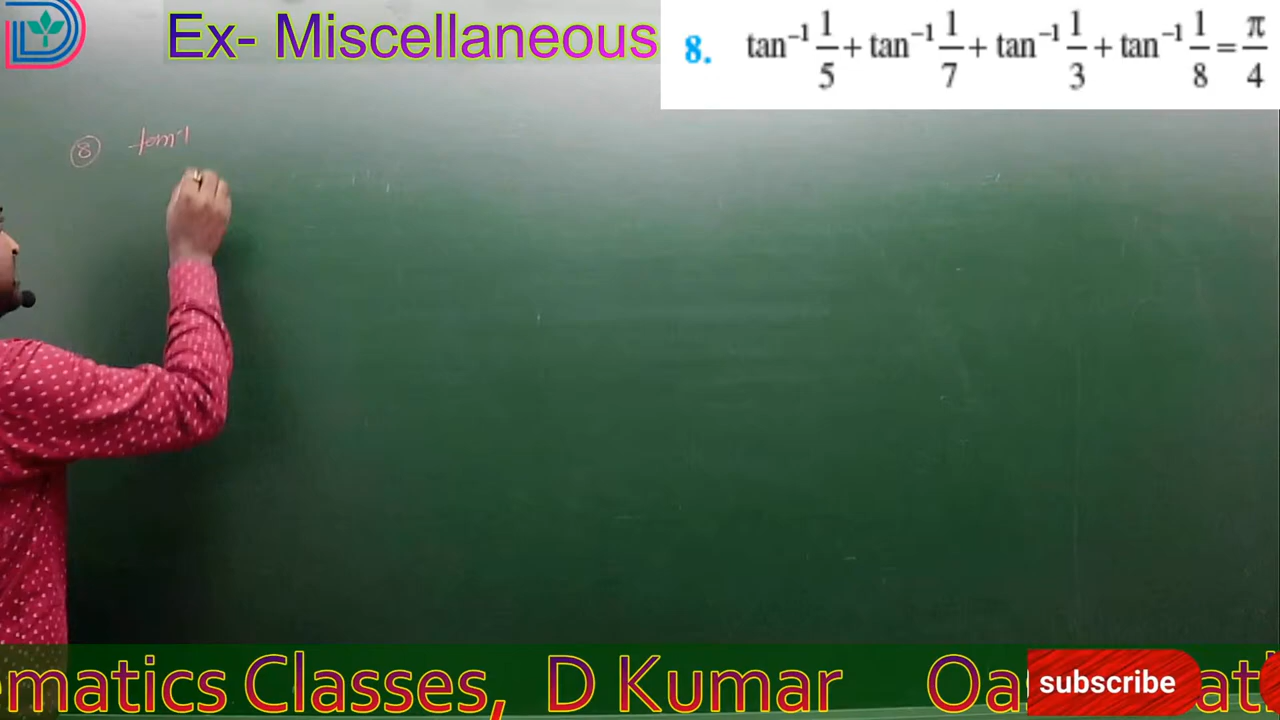 Ex- Miscellaneous
8. tan⁻¹ 1/5 + tan⁻¹ 1/7 + tan⁻¹ 1/3 + tan⁻¹ 1/8 = π/4
8 tan-1
ematics Classes, D Kumar Oa
subscribe